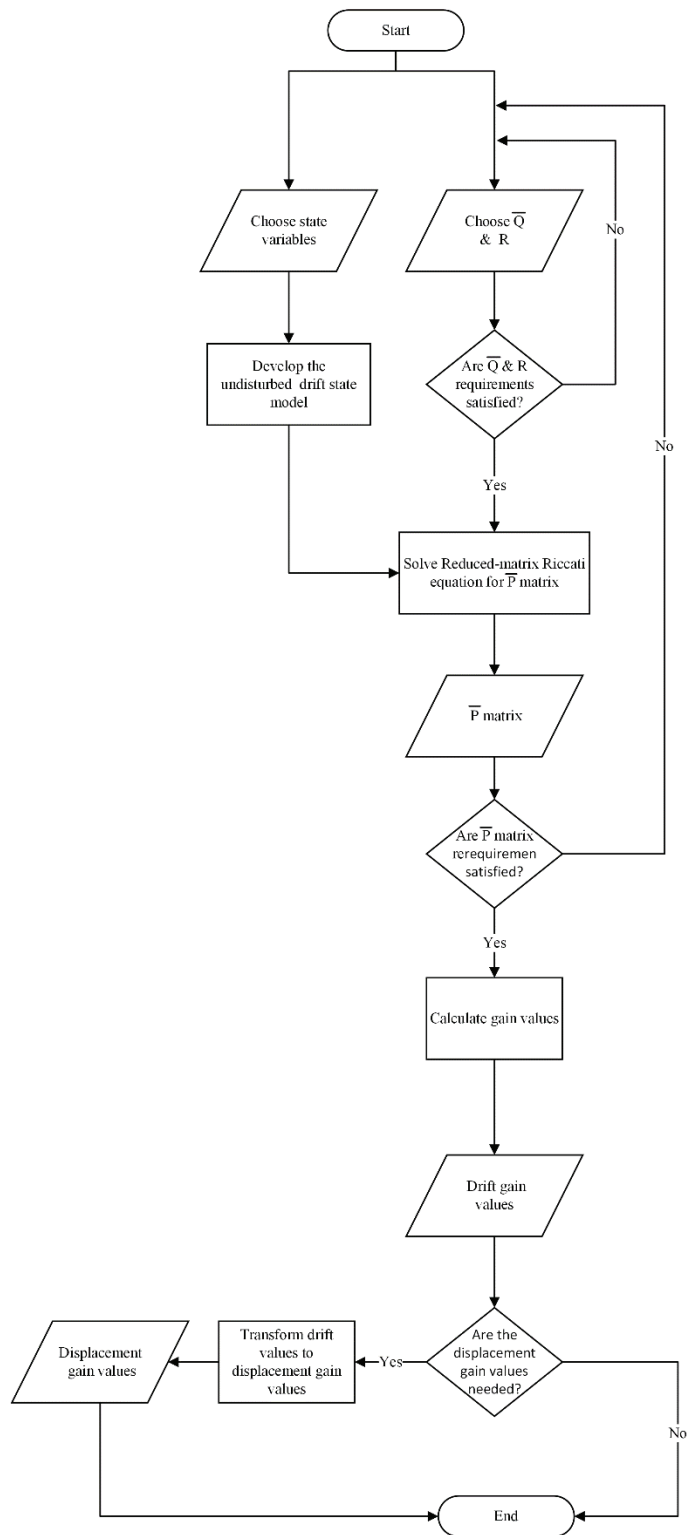 Start
Choose state
variables
Choose Q̅
& R
No
Develop the
undisturbed drift state
model
Are Q̅ & R
requirements
satisfied?
No
Yes
Solve Reduced-matrix Riccati
equation for P̅ matrix
P̅ matrix
Are P̅ matrix
rerequiremen
satisfied?
Yes
Calculate gain values
Drift gain
values
Displacement
gain values
Transform drift
values to
displacement gain
values
Yes
Are the
displacement
gain values
needed?
No
End